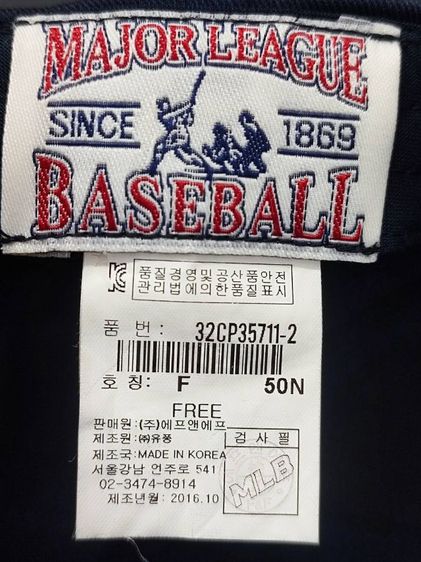 MAJOR LEAGUE
SINCE 1869
BASEBALL
품질경영및공산품안전
관리법에의한품질표시
품 번: 32CP35711-2
호 칭: F 50N
FREE
판매원: (주)에프앤에프
제조원: ㈜유풍
제조국: MADE IN KOREA
서울강남 언주로 541
02-3474-8914
제조년월: 2016.10
검 사 필
MLB